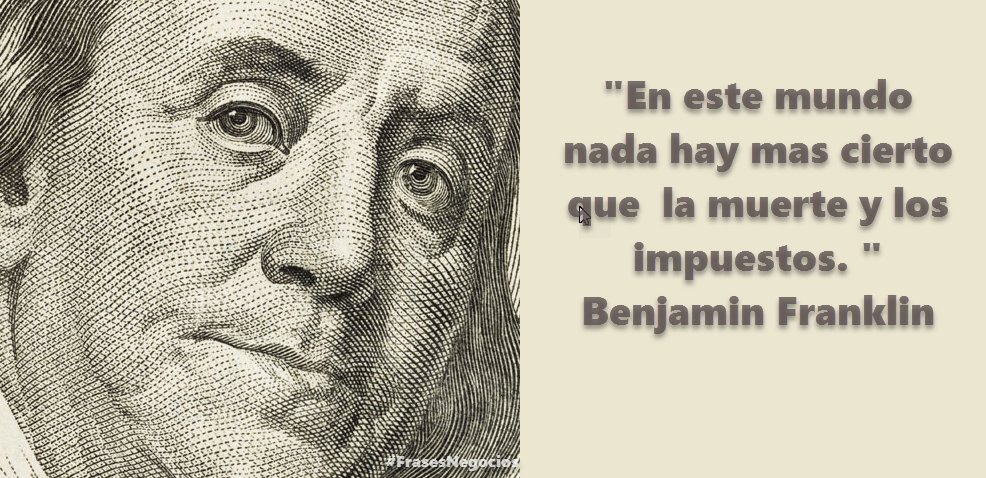 "En este mundo
nada hay mas cierto
que la muerte y los
impuestos. "
Benjamin Franklin
#FrasesNegocios